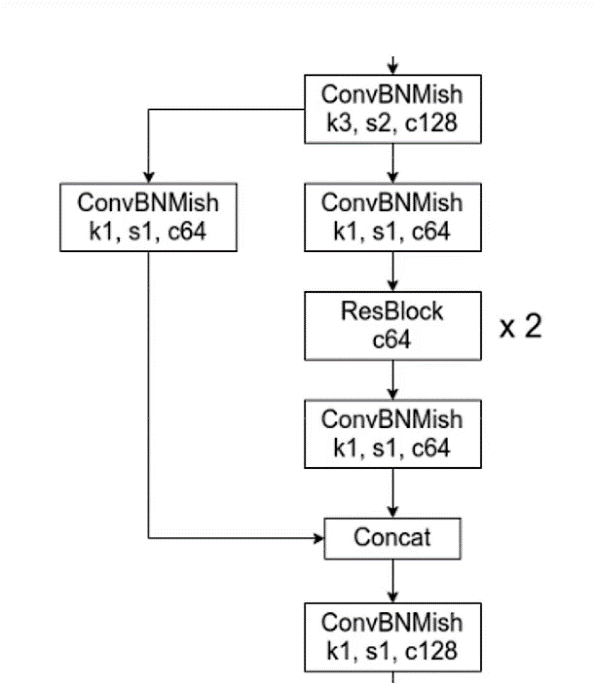 ConvBNMish
k3, s2, c128
ConvBNMish
k1, s1, c64
ConvBNMish
k1, s1, c64
ResBlock
c64
x 2
ConvBNMish
k1, s1, c64
Concat
ConvBNMish
k1, s1, c128